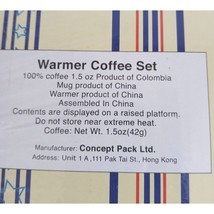 Warmer Coffee Set
100% coffee 1.5 oz Product of Colombia
Mug product of China
Warmer product of China
Assembled In China
Contents are displayed on a raised platform.
Do not store near extreme heat.
Coffee: Net Wt. 1.5oz(42g)
Manufacturer: Concept Pack Ltd.
Address: Unit 1 A ,111 Pak Tai St., Hong Kong